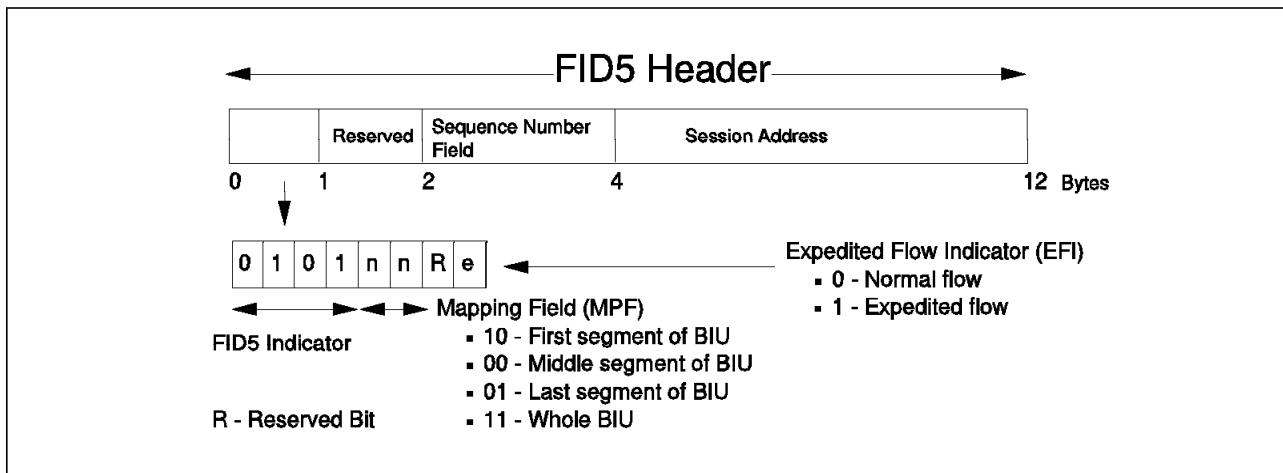 FID5 Header
Reserved
Sequence Number
Field
Session Address
0 1 2 4 12 Bytes
0 1 0 1 n n R e
Expedited Flow Indicator (EFI)
▪ 0 - Normal flow
▪ 1 - Expedited flow
Mapping Field (MPF)
▪ 10 - First segment of BIU
▪ 00 - Middle segment of BIU
▪ 01 - Last segment of BIU
▪ 11 - Whole BIU
FID5 Indicator
R - Reserved Bit